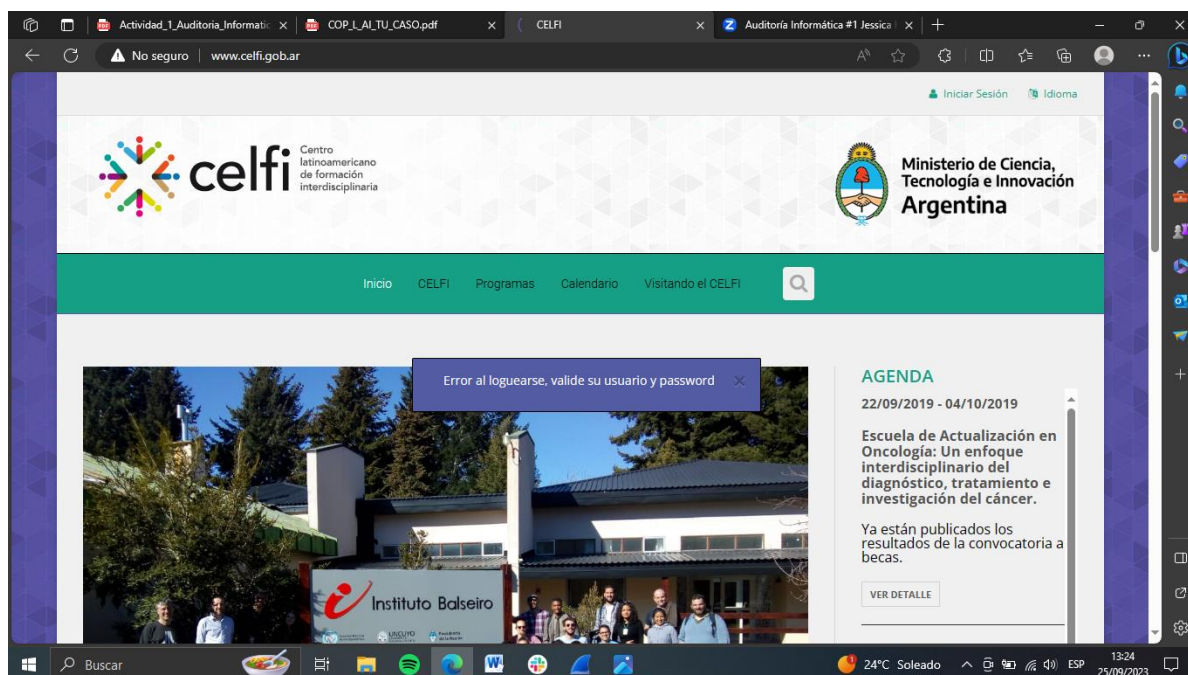 Actividad_1_Auditoria_Informatic
COP_L_AI_TU_CASO.pdf
CELFI
Auditoría Informática #1 Jessica
No seguro
www.celfi.gob.ar
Iniciar Sesión
Idioma
celfi
Centro
latinoamericano
de formación
interdisciplinaria
Ministerio de Ciencia,
Tecnología e Innovación
Argentina
Inicio CELFI Programas Calendario Visitando el CELFI
Error al loguearse, valide su usuario y password
AGENDA
22/09/2019 - 04/10/2019
Escuela de Actualización en
Oncología: Un enfoque
interdisciplinario del
diagnóstico, tratamiento e
investigación del cáncer.
Ya están publicados los
resultados de la convocatoria a
becas.
VER DETALLE
Instituto Balseiro
UNCUYO
Buscar
24°C Soleado
ESP
13:24
25/09/2023